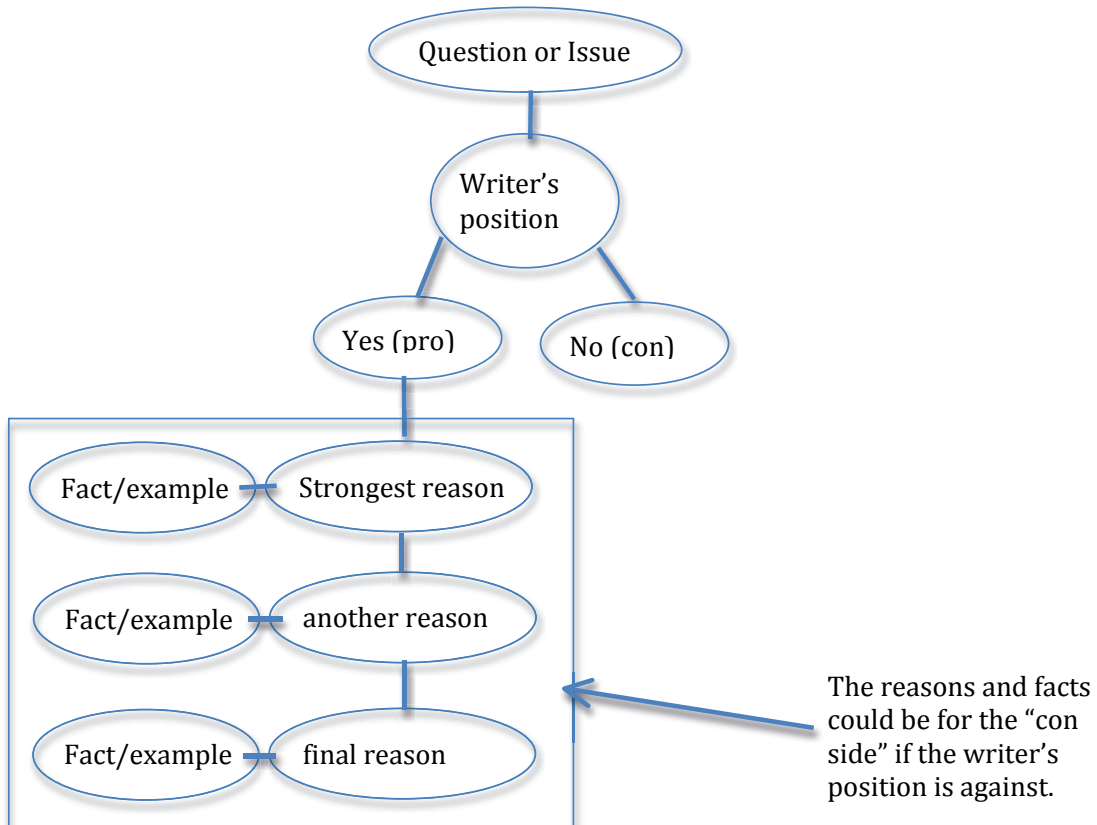 Question or Issue
Writer’s
position
Yes (pro)
No (con)
Fact/example
Strongest reason
Fact/example
another reason
Fact/example
final reason
The reasons and facts
could be for the “con
side” if the writer’s
position is against.